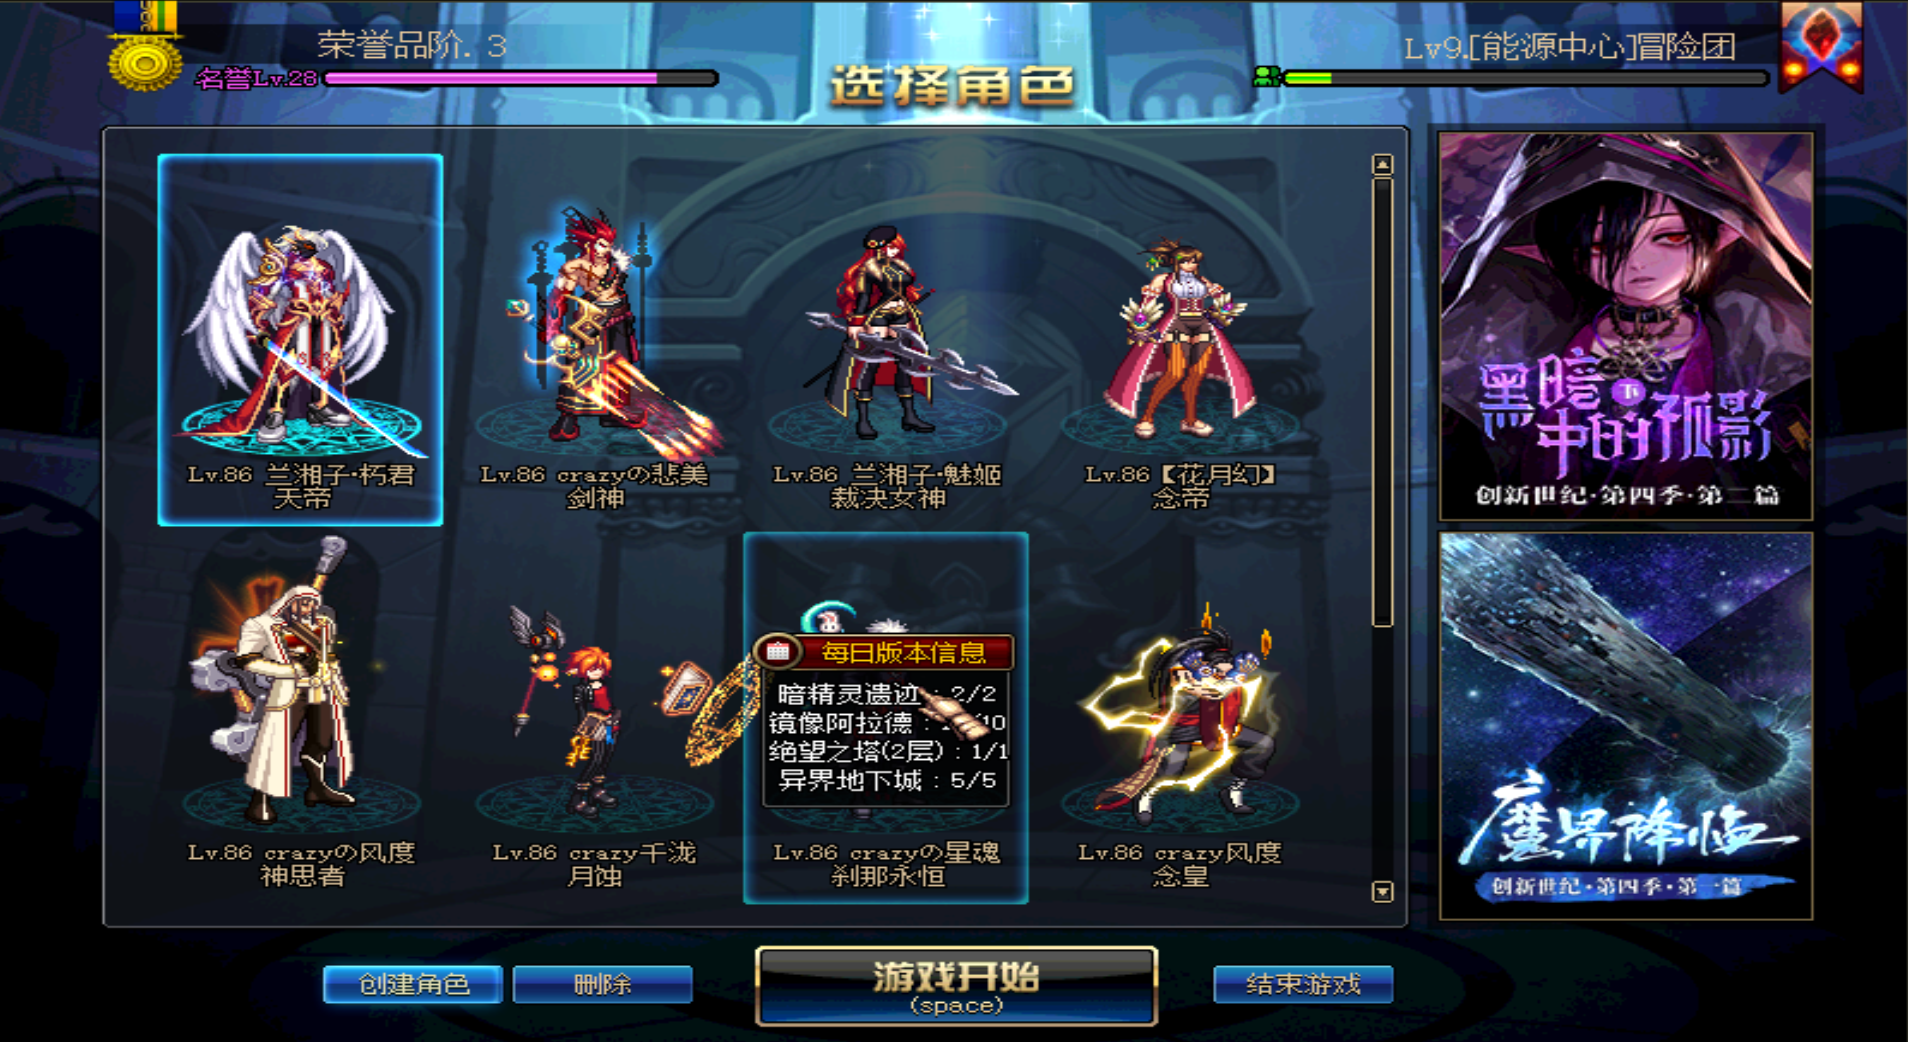 荣誉品阶. 3
名誉Lv.28
选择角色
Lv9.[能源中心]冒险团
Lv.86 兰湘子·朽君
天帝
Lv.86 crazyの悲美
剑神
Lv.86 兰湘子·魅姬
裁决女神
Lv.86【花月幻】
念帝
Lv.86 crazyの风度
神思者
Lv.86 crazy千泷
月蚀
每日版本信息
暗精灵遗迹：2/2
镜像阿拉德：/10
绝望之塔(2层)：1/1
异界地下城：5/5
Lv.86 crazyの星魂
刹那永恒
Lv.86 crazy风度
念皇
黑暗下
中的孤影
创新世纪·第四季·第二篇
魔界降临
创新世纪·第四季·第一篇
创建角色
删除
游戏开始
(space)
结束游戏